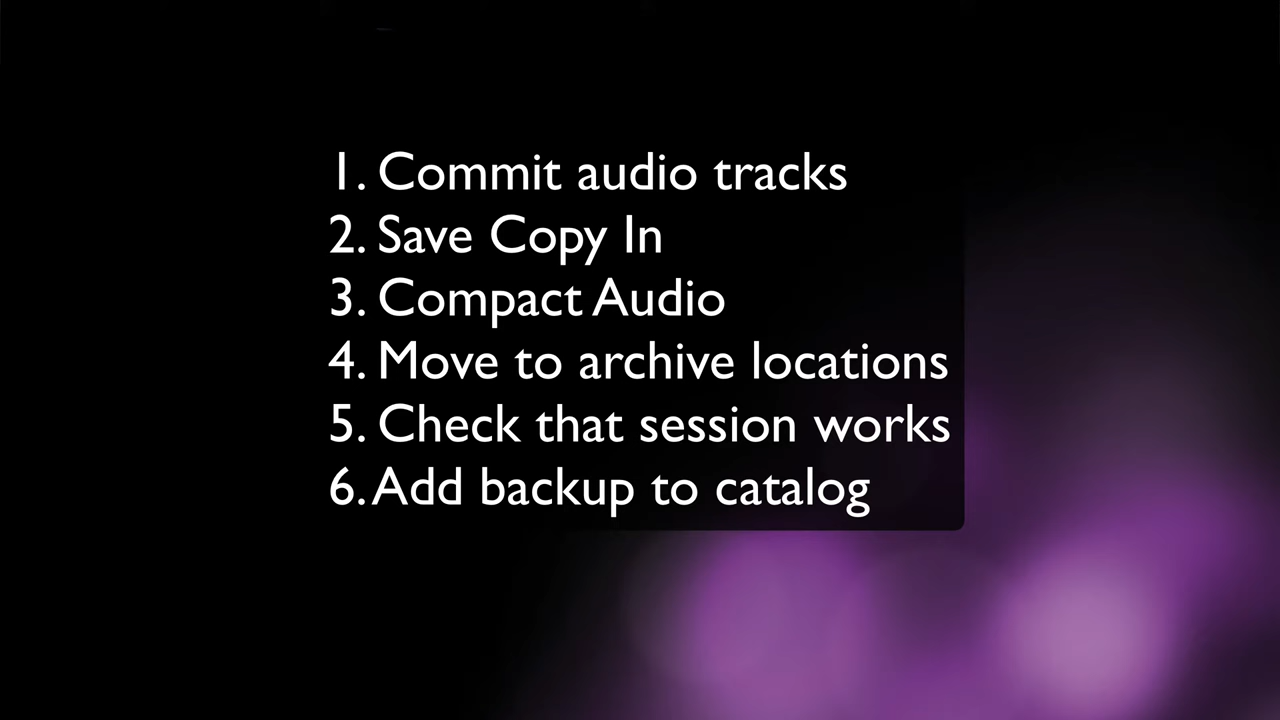 1. Commit audio tracks
2. Save Copy In
3. Compact Audio
4. Move to archive locations
5. Check that session works
6. Add backup to catalog